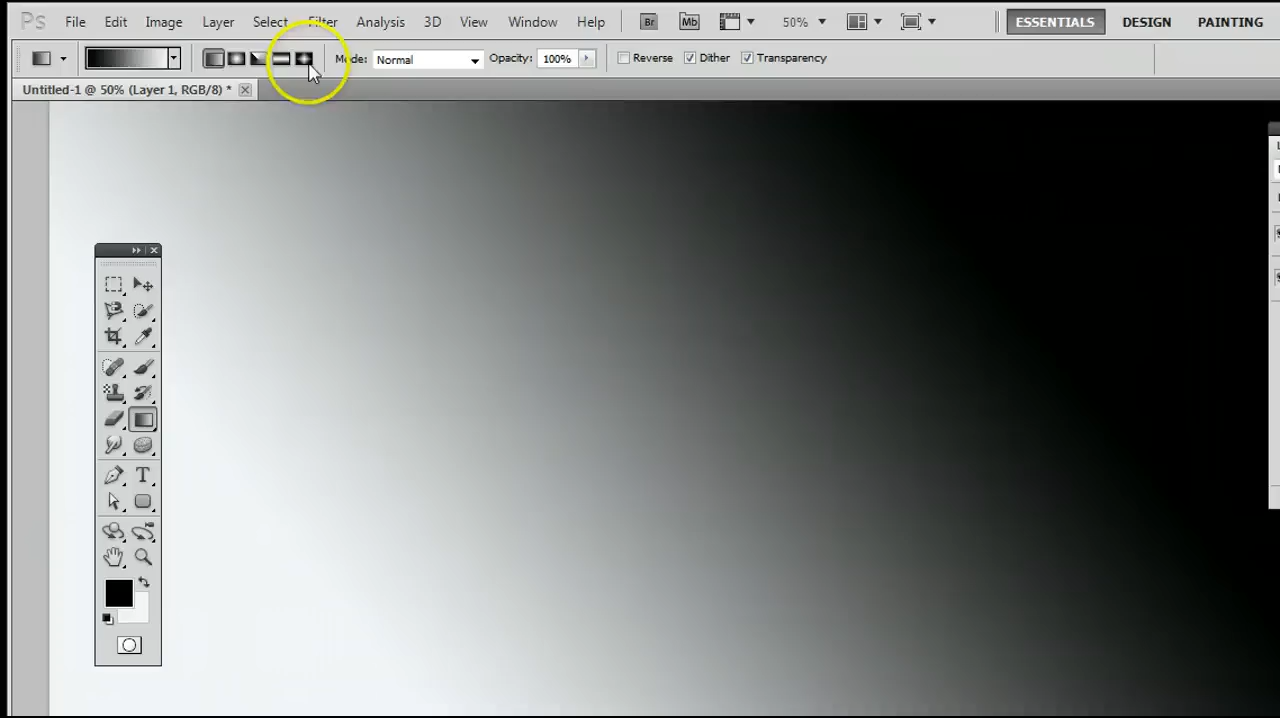 Ps File Edit Image Layer Select Filter Analysis 3D View Window Help Br Mb 50% ESSENTIALS DESIGN PAINTING
Mode: Normal Opacity: 100% Reverse Dither Transparency
Untitled-1 @ 50% (Layer 1, RGB/8) *
T